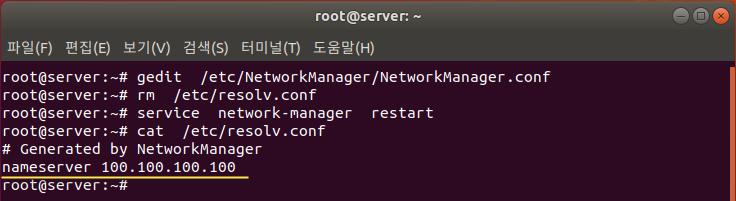 root@server: ~
파일(F) 편집(E) 보기(V) 검색(S) 터미널(T) 도움말(H)
root@server:~# gedit  /etc/NetworkManager/NetworkManager.conf
root@server:~# rm  /etc/resolv.conf
root@server:~# service  network-manager  restart
root@server:~# cat  /etc/resolv.conf
# Generated by NetworkManager
nameserver 100.100.100.100
root@server:~#